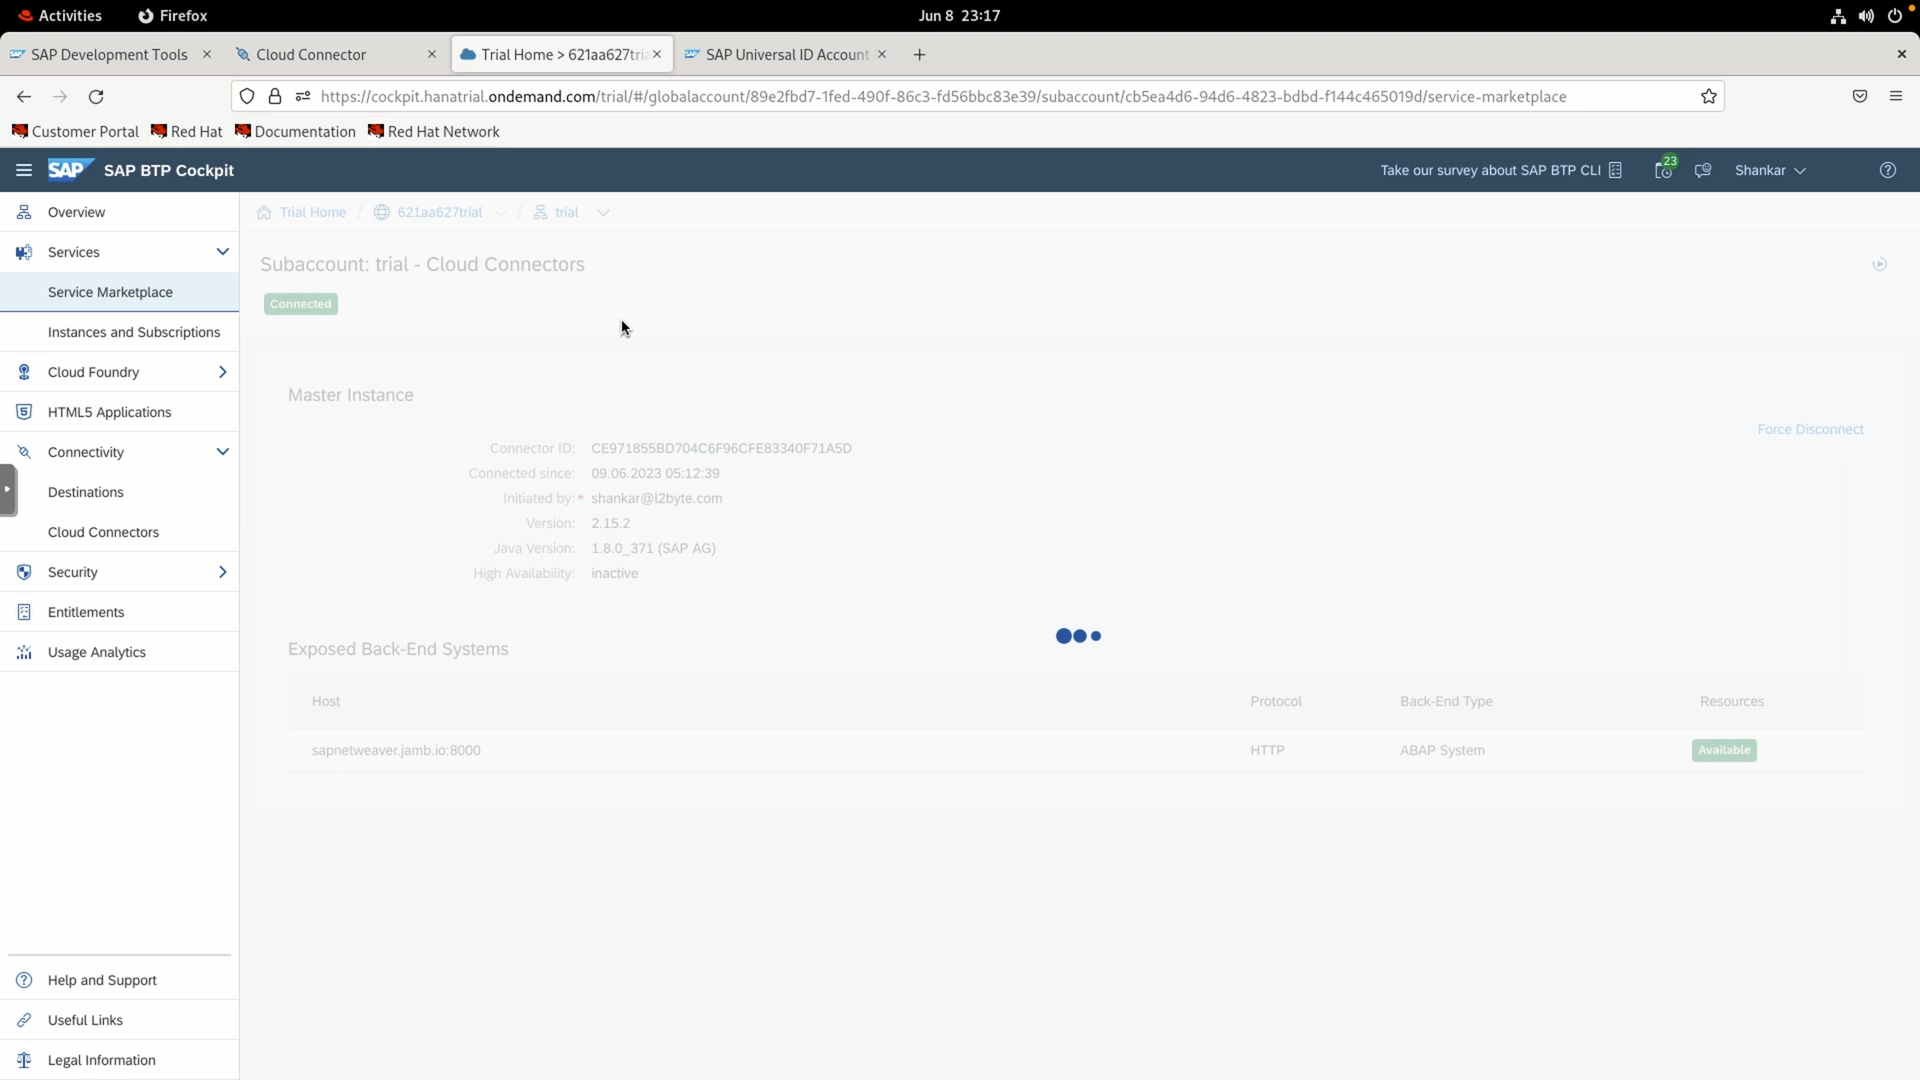 Activities
Firefox
Jun 8 23:17
SAP Development Tools
Cloud Connector
Trial Home > 621aa627tria
SAP Universal ID Account
https://cockpit.hanatrial.ondemand.com/trial/#/globalaccount/89e2fbd7-1fed-490f-86c3-fd56bbc83e39/subaccount/cb5ea4d6-94d6-4823-bdbd-f144c465019d/service-marketplace
Customer Portal
Red Hat
Documentation
Red Hat Network
SAP
SAP BTP Cockpit
Take our survey about SAP BTP CLI
23
Shankar
Overview
Services
Service Marketplace
Instances and Subscriptions
Cloud Foundry
HTML5 Applications
Connectivity
Destinations
Cloud Connectors
Security
Entitlements
Usage Analytics
Help and Support
Useful Links
Legal Information
Trial Home / 621aa627trial / trial
Subaccount: trial - Cloud Connectors
Connected
Master Instance
Force Disconnect
Connector ID: CE971855BD704C6F96CFE83340F71A5D
Connected since: 09.06.2023 05:12:39
Initiated by:* shankar@l2byte.com
Version: 2.15.2
Java Version: 1.8.0_371 (SAP AG)
High Availability: inactive
Exposed Back-End Systems
Host Protocol Back-End Type Resources
sapnetweaver.jamb.io:8000 HTTP ABAP System Available